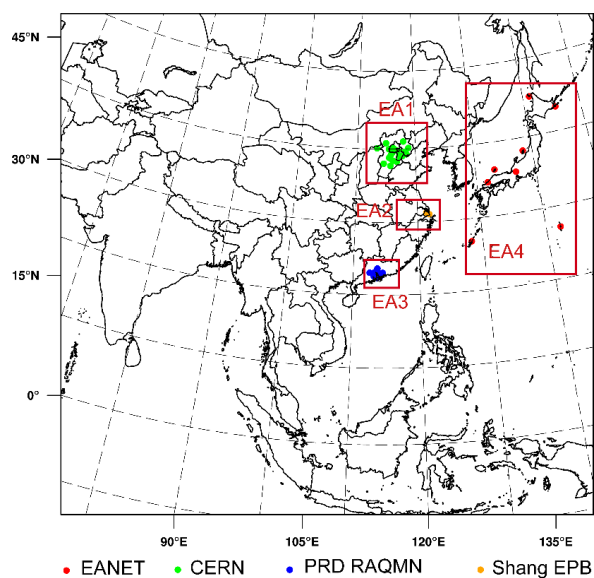 45°N
30°N
15°N
0°
EA1
EA2
EA3
EA4
90°E
105°E
120°E
135°E
EANET
CERN
PRD RAQMN
Shang EPB